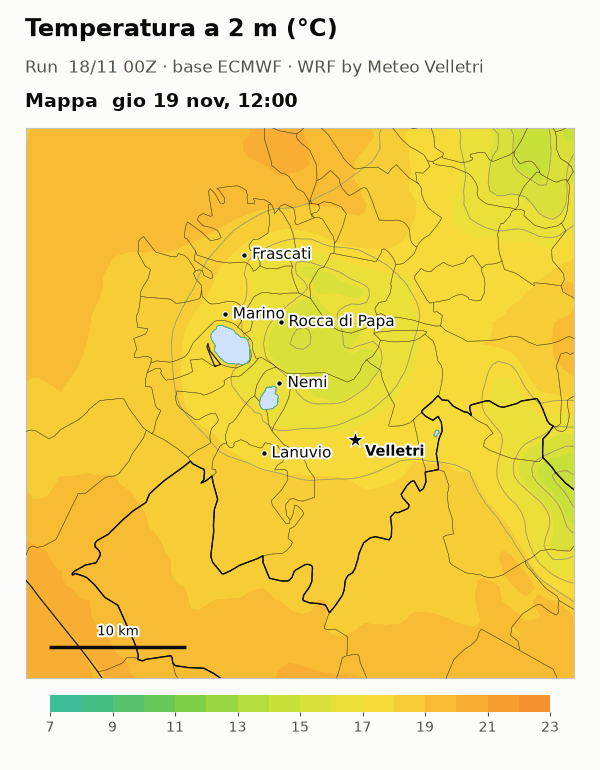 Temperatura a 2 m (°C)
Run  18/11 00Z · base ECMWF · WRF by Meteo Velletri
Mappa  gio 19 nov, 12:00
Frascati
Marino
Rocca di Papa
Nemi
Velletri
Lanuvio
10 km
7 9 11 13 15 17 19 21 23